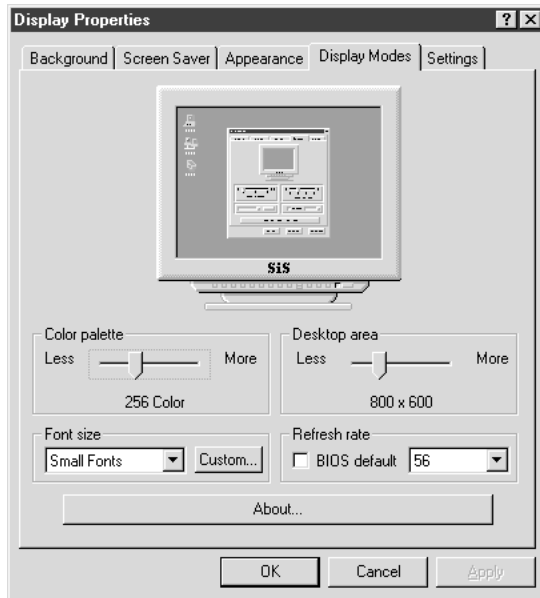 Display Properties
Background Screen Saver Appearance Display Modes Settings
SiS
Color palette
Less More
256 Color
Desktop area
Less More
800 x 600
Font size
Small Fonts Custom...
Refresh rate
BIOS default 56
About...
OK Cancel Apply